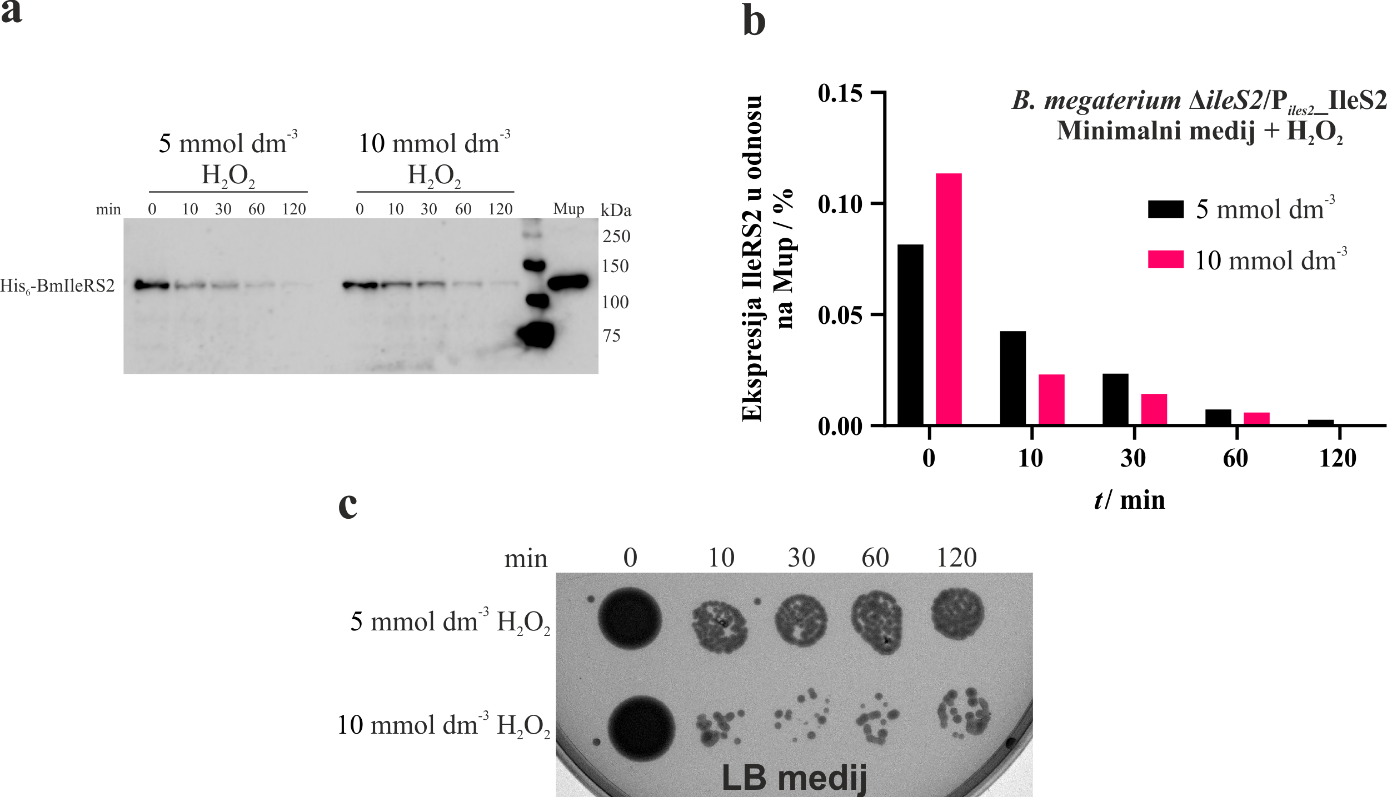 a
5 mmol dm⁻³ 10 mmol dm⁻³
H₂O₂ H₂O₂
min 0 10 30 60 120 0 10 30 60 120 Mup kDa
250
150
His₆-BmIleRS2
100
75
b
B. megaterium ΔileS2/P_iles2_IleS2
Minimalni medij + H₂O₂
5 mmol dm⁻³
10 mmol dm⁻³
Ekspresija IleRS2 u odnosu
na Mup / %
0.15
0.10
0.05
0.00
0 10 30 60 120
t/ min
c
min 0 10 30 60 120
5 mmol dm⁻³ H₂O₂
10 mmol dm⁻³ H₂O₂
LB medij